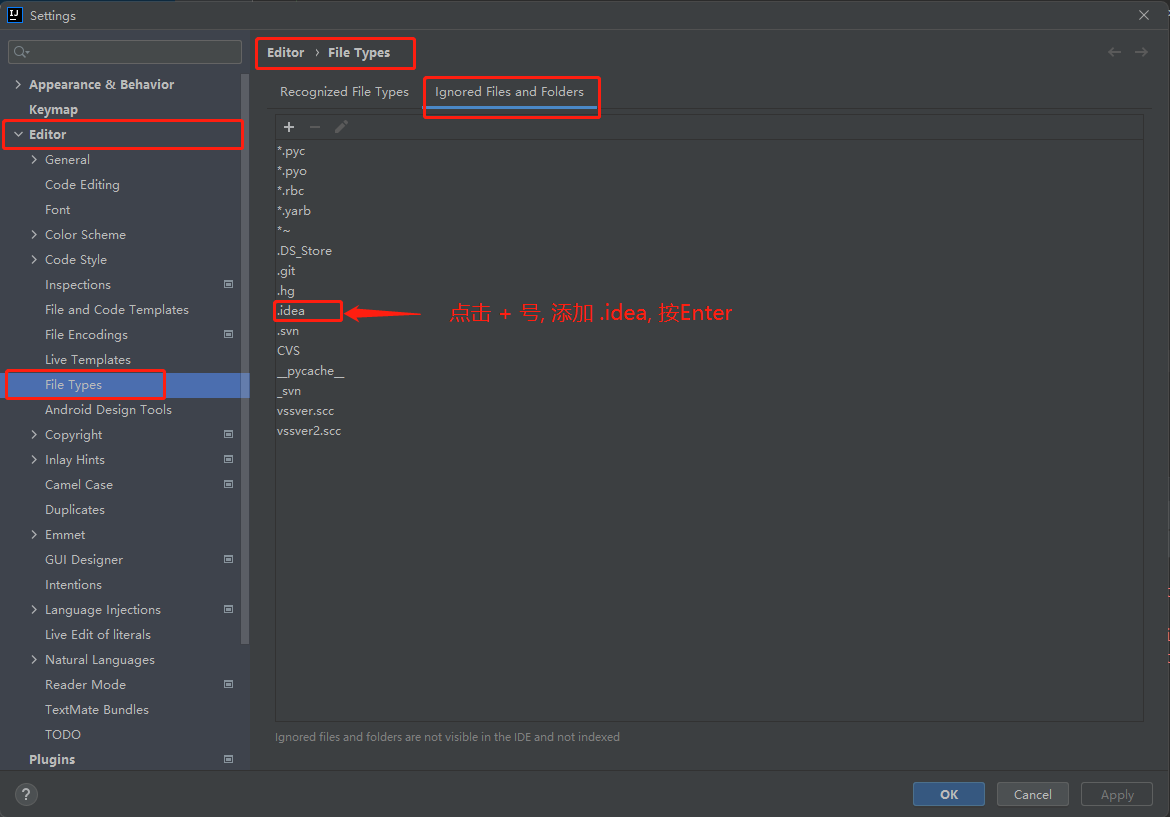 Settings
Appearance & Behavior
Keymap
Editor
General
Code Editing
Font
Color Scheme
Code Style
Inspections
File and Code Templates
File Encodings
Live Templates
File Types
Android Design Tools
Copyright
Inlay Hints
Camel Case
Duplicates
Emmet
GUI Designer
Intentions
Language Injections
Live Edit of literals
Natural Languages
Reader Mode
TextMate Bundles
TODO
Plugins
Editor › File Types
Recognized File Types Ignored Files and Folders
*.pyc
*.pyo
*.rbc
*.yarb
*~
.DS_Store
.git
.hg
.idea 点击 + 号, 添加 .idea, 按Enter
.svn
CVS
__pycache__
_svn
vssver.scc
vssver2.scc
Ignored files and folders are not visible in the IDE and not indexed
? OK Cancel Apply